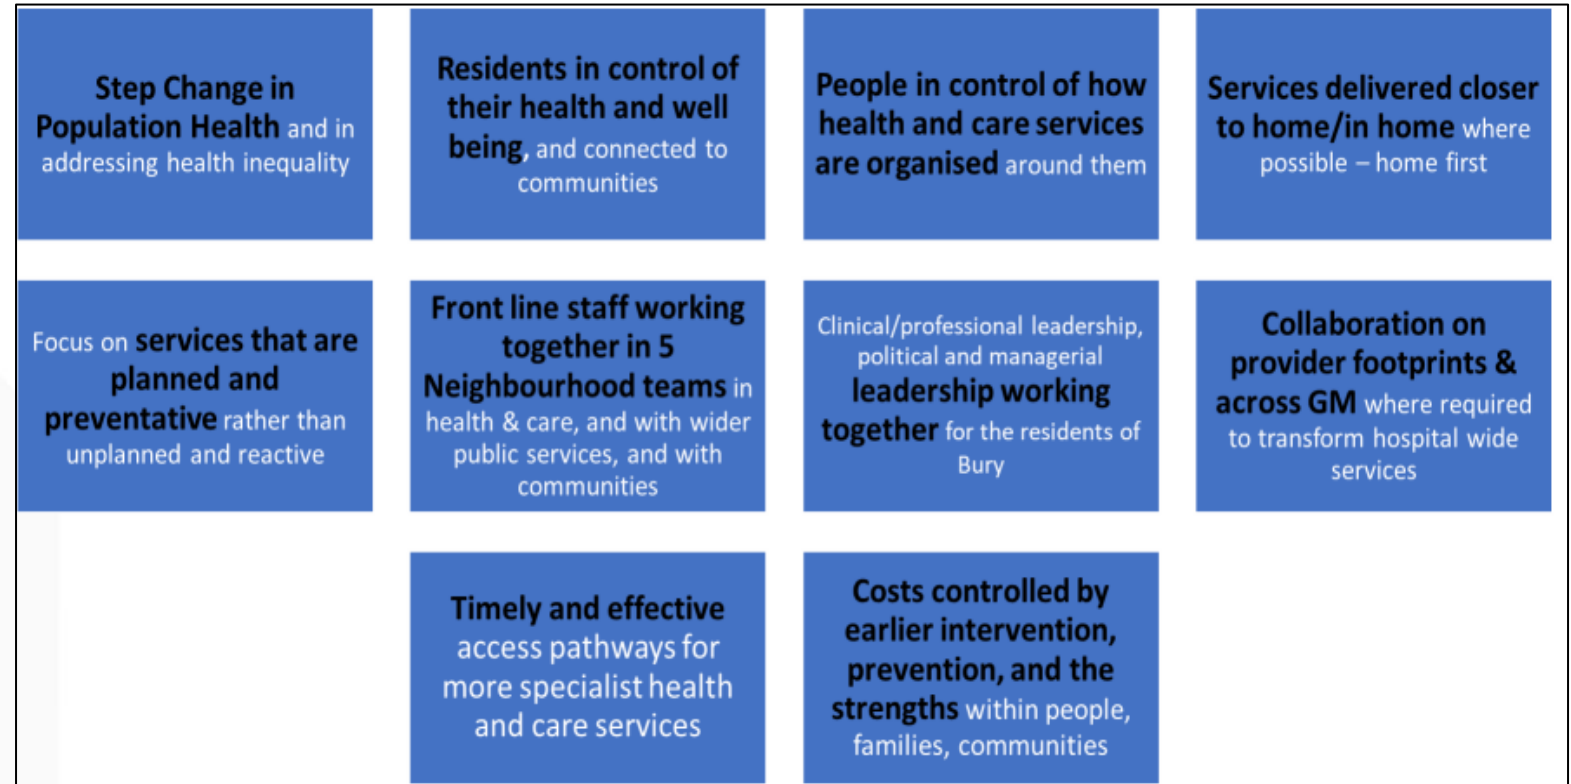 Step Change in
Population Health and in
addressing health inequality
Residents in control of
their health and well
being, and connected to
communities
People in control of how
health and care services
are organised around them
Services delivered closer
to home/in home where
possible – home first
Focus on services that are
planned and
preventative rather than
unplanned and reactive
Front line staff working
together in 5
Neighbourhood teams in
health & care, and with wider
public services, and with
communities
Clinical/professional leadership,
political and managerial
leadership working
together for the residents of
Bury
Collaboration on
provider footprints &
across GM where required
to transform hospital wide
services
Timely and effective
access pathways for
more specialist health
and care services
Costs controlled by
earlier intervention,
prevention, and the
strengths within people,
families, communities